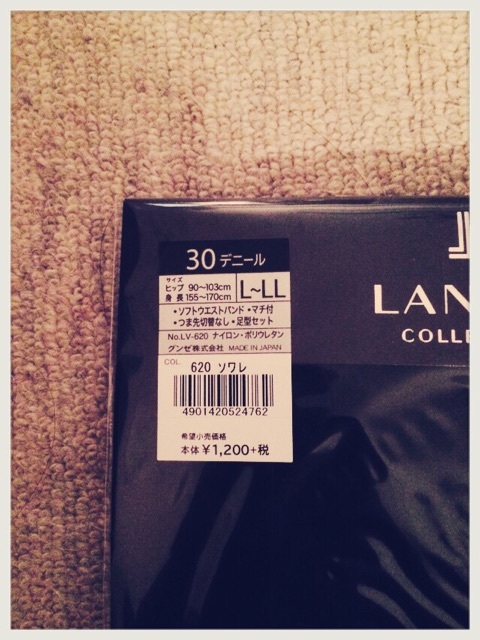 30デニール
サイズ
ヒップ 90〜103cm
身長 155〜170cm
L〜LL
・ソフトウエストバンド・マチ付
・つま先切替なし・足型セット
No.LV-620 ナイロン・ポリウレタン
グンゼ株式会社 MADE IN JAPAN
COL.
620 ソワレ
4901420524762
希望小売価格
本体 ¥1,200+税
LAN
COLLE